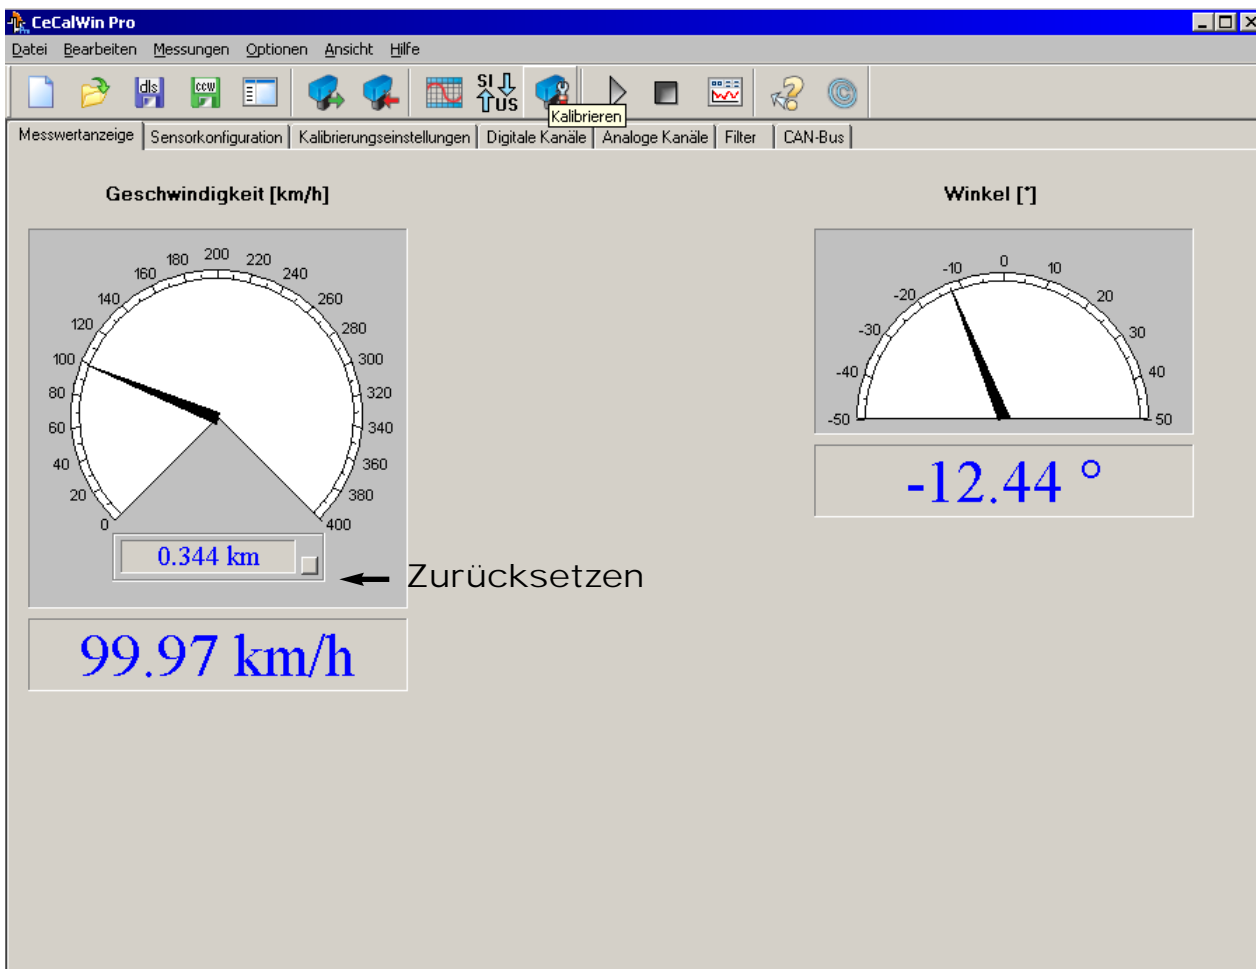 CeCalWin Pro
Datei Bearbeiten Messungen Optionen Ansicht Hilfe
dls ccw SI US
Kalibrieren
Messwertanzeige Sensorkonfiguration Kalibrierungseinstellungen Digitale Kanäle Analoge Kanäle Filter CAN-Bus
Geschwindigkeit [km/h]
0 20 40 60 80 100 120 140 160 180 200 220 240 260 280 300 320 340 360 380 400
0.344 km
Zurücksetzen
99.97 km/h
Winkel [°]
-50 -40 -30 -20 -10 0 10 20 30 40 50
-12.44 °